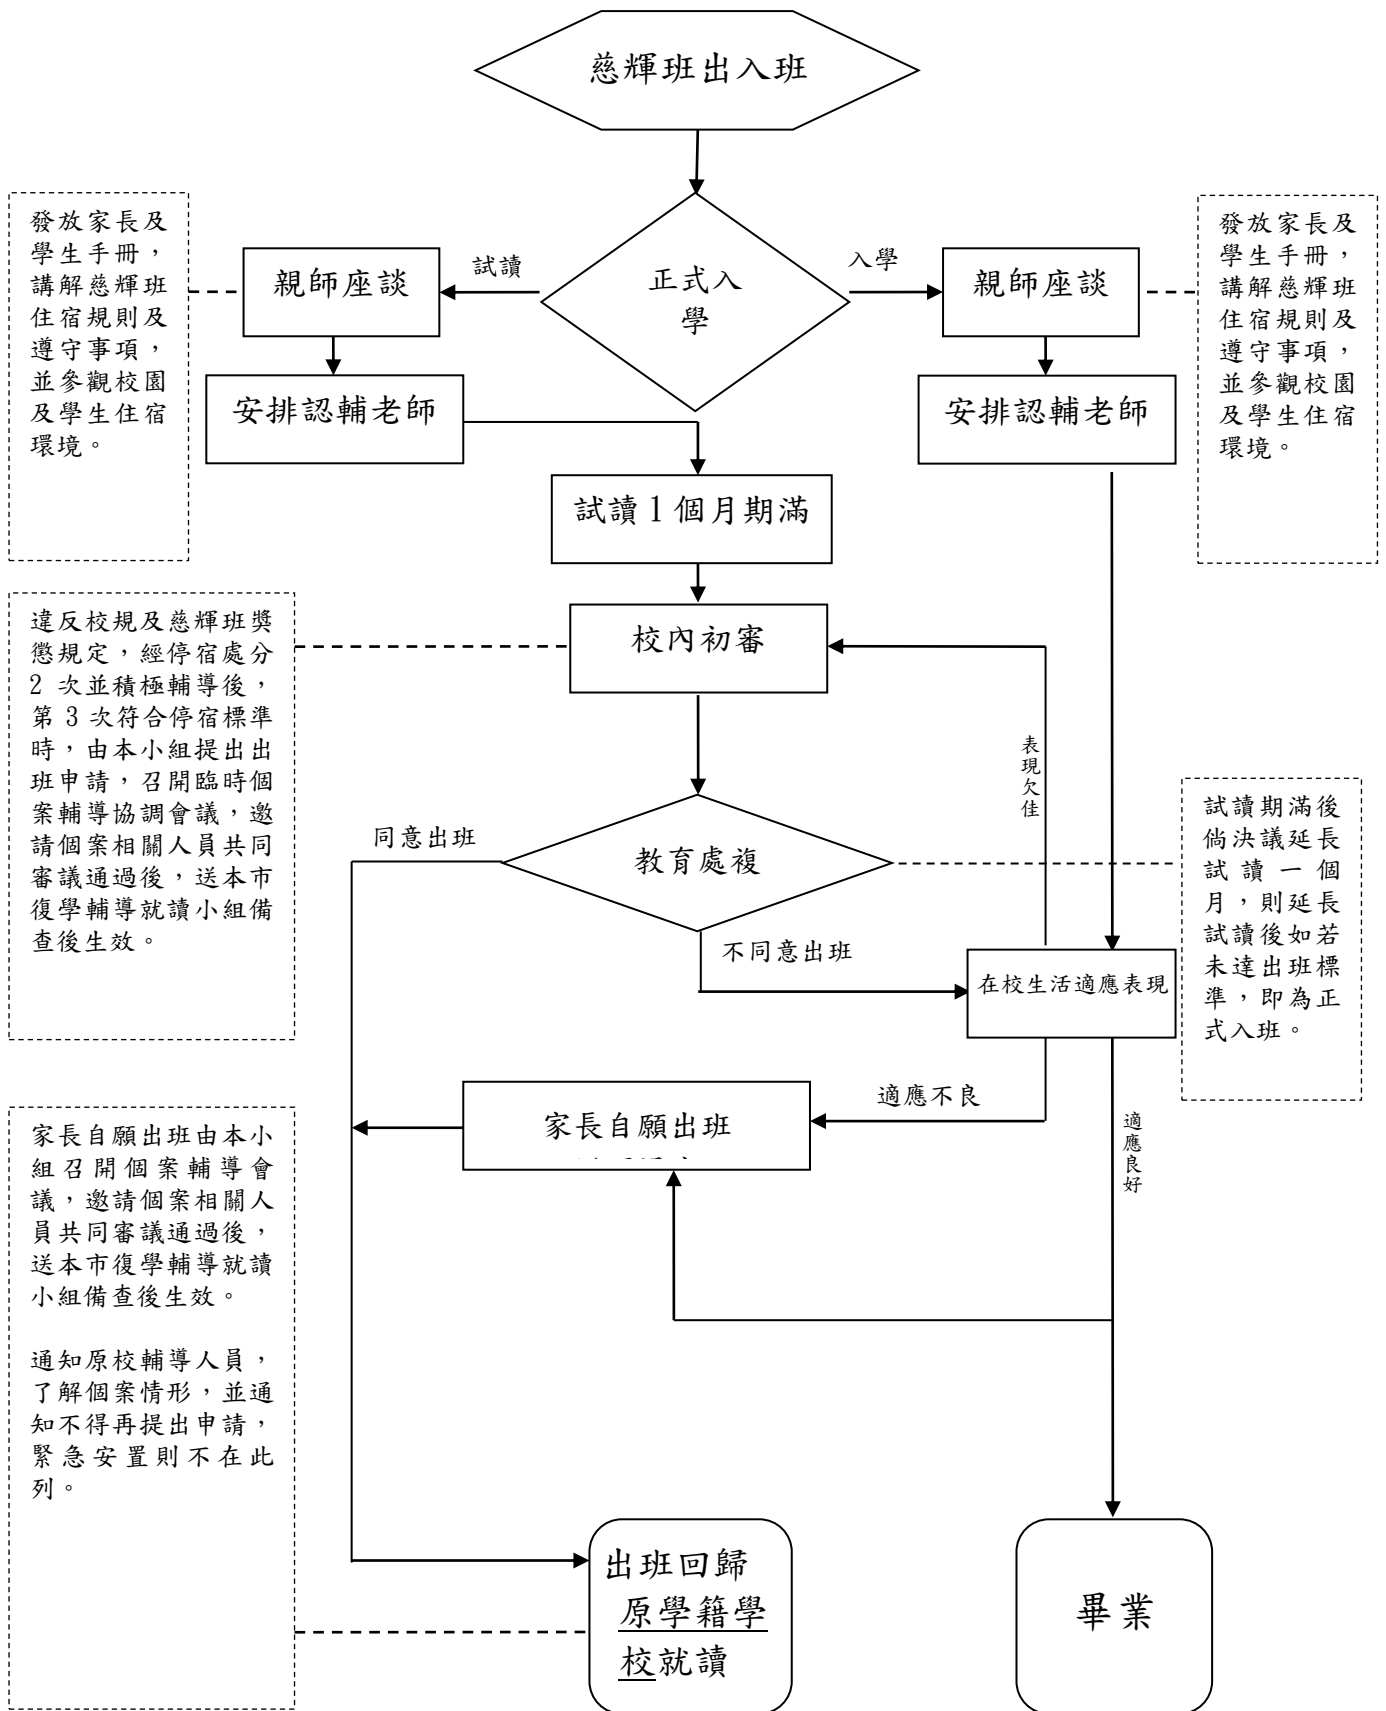 慈輝班出入班
發放家長及
學生手冊，
講解慈輝班
住宿規則及
遵守事項，
並參觀校園
及學生住宿
環境。
親師座談
試讀
正式入
學
入學
親師座談
發放家長及
學生手冊，
講解慈輝班
住宿規則及
遵守事項，
並參觀校園
及學生住宿
環境。
安排認輔老師
安排認輔老師
試讀1個月期滿
違反校規及慈輝班獎
懲規定，經停宿處分
2 次並積極輔導後，
第 3 次符合停宿標準
時，由本小組提出出
班申請，召開臨時個
案輔導協調會議，邀
請個案相關人員共同
審議通過後，送本市
復學輔導就讀小組備
查後生效。
校內初審
表現欠佳
同意出班
教育處複
不同意出班
試讀期滿後
倘決議延長
試讀一個
月，則延長
試讀後如若
未達出班標
準，即為正
式入班。
在校生活適應表現
適應不良
家長自願出班
適應良好
家長自願出班由本小
組召開個案輔導會
議，邀請個案相關人
員共同審議通過後，
送本市復學輔導就讀
小組備查後生效。
通知原校輔導人員，
了解個案情形，並通
知不得再提出申請，
緊急安置則不在此
列。
出班回歸
原學籍學
校就讀
畢業